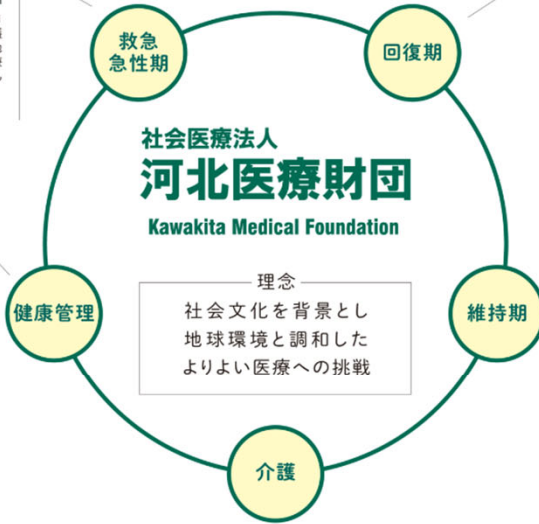 救急
急性期
回復期
社会医療法人
河北医療財団
Kawakita Medical Foundation
理念
社会文化を背景とし
地球環境と調和した
よりよい医療への挑戦
健康管理
維持期
介護